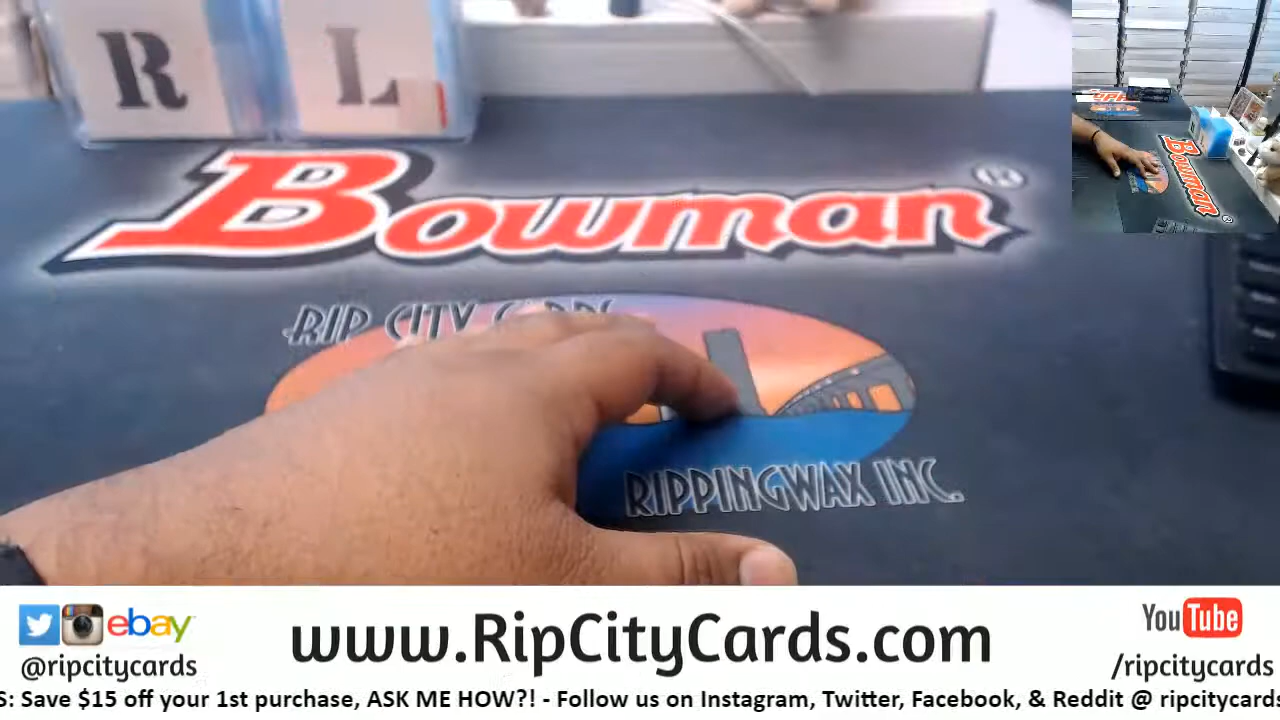 R L
Bowman ®
RIP CITY CARDS
RIPPINGWAX INC.
ebay
@ripcitycards
www.RipCityCards.com
YouTube
/ripcitycards
S: Save $15 off your 1st purchase, ASK ME HOW?! - Follow us on Instagram, Twitter, Facebook, & Reddit @ ripcitycards
Bowman ®